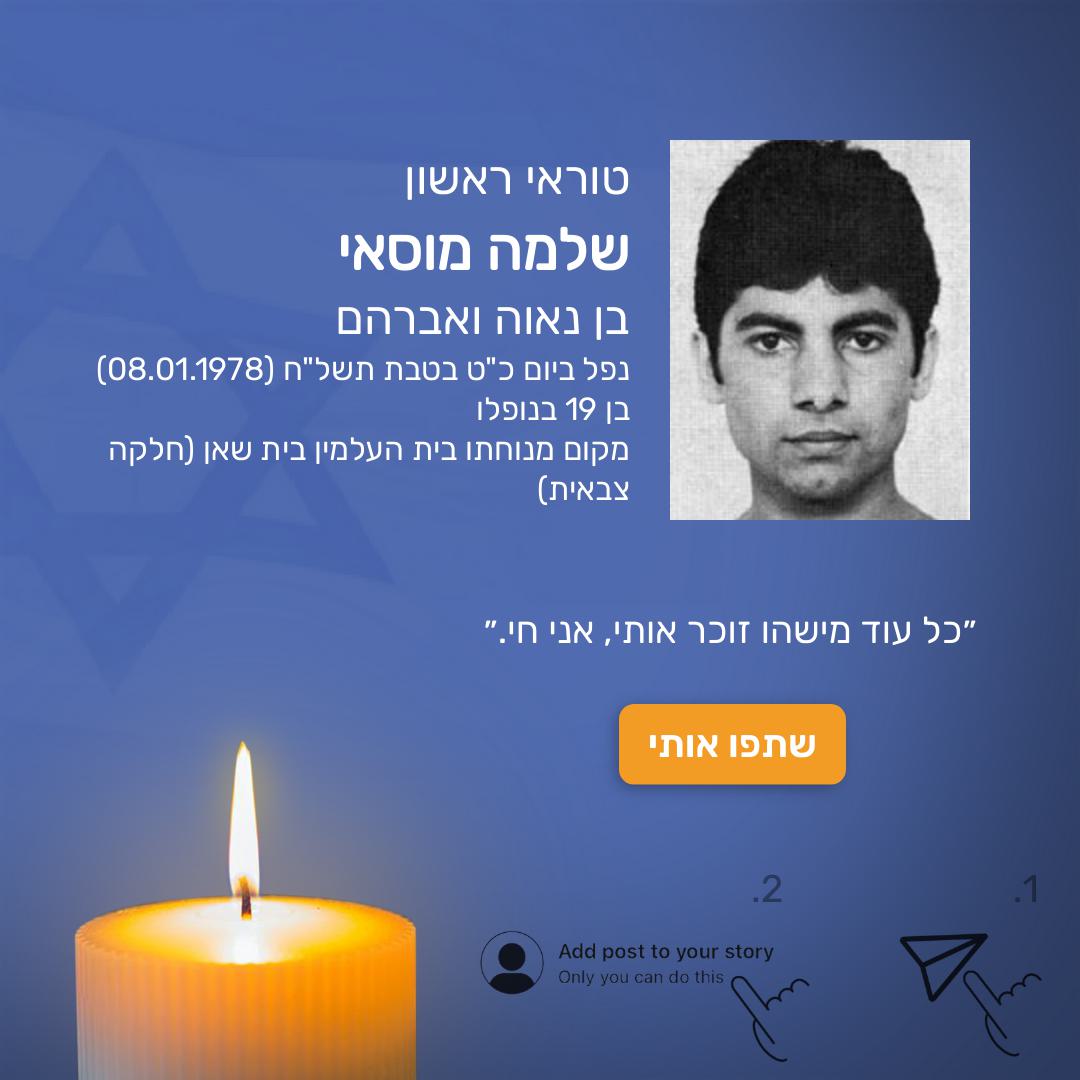 טוראי ראשון
שלמה מוסאי
בן נאוה ואברהם
נפל ביום כ"ט בטבת תשל"ח (08.01.1978)
בן 19 בנופלו
מקום מנוחתו בית העלמין בית שאן (חלקה
צבאית)
״כל עוד מישהו זוכר אותי, אני חי.״
שתפו אותי
.1
.2
Add post to your story
Only you can do this